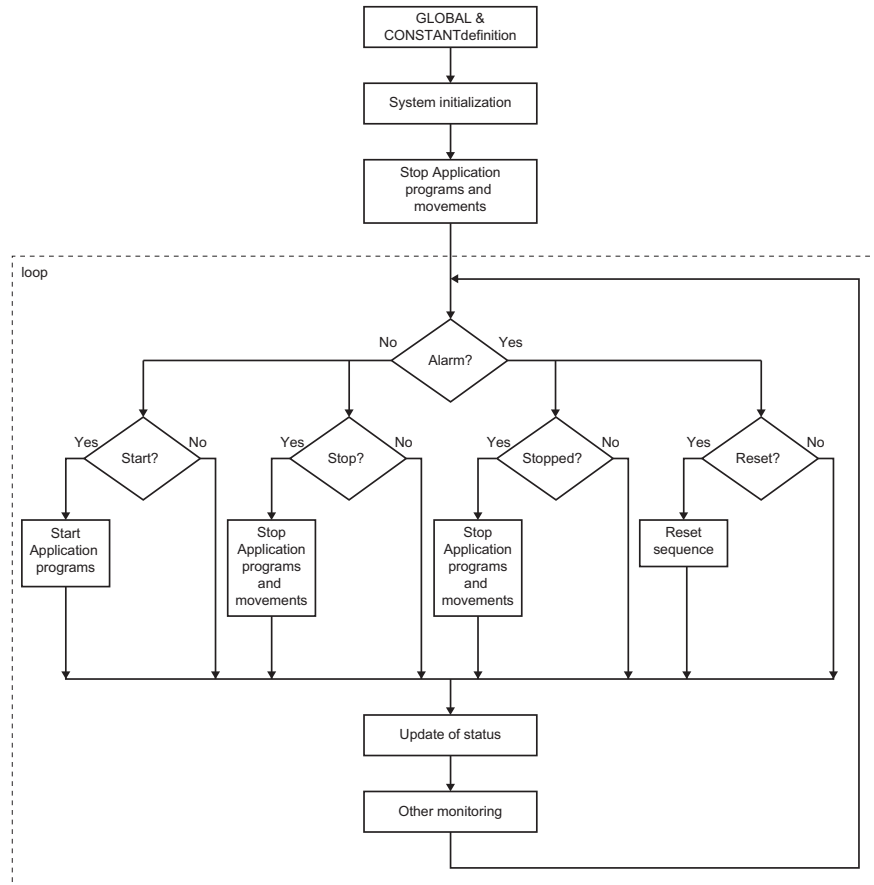 GLOBAL &
CONSTANTdefinition
System initialization
Stop Application
programs and
movements
loop
No
Yes
Alarm?
Yes
No
Start?
Yes
No
Stop?
Yes
No
Stopped?
Yes
No
Reset?
Start
Application
programs
Stop
Application
programs
and
movements
Stop
Application
programs
and
movements
Reset
sequence
Update of status
Other monitoring